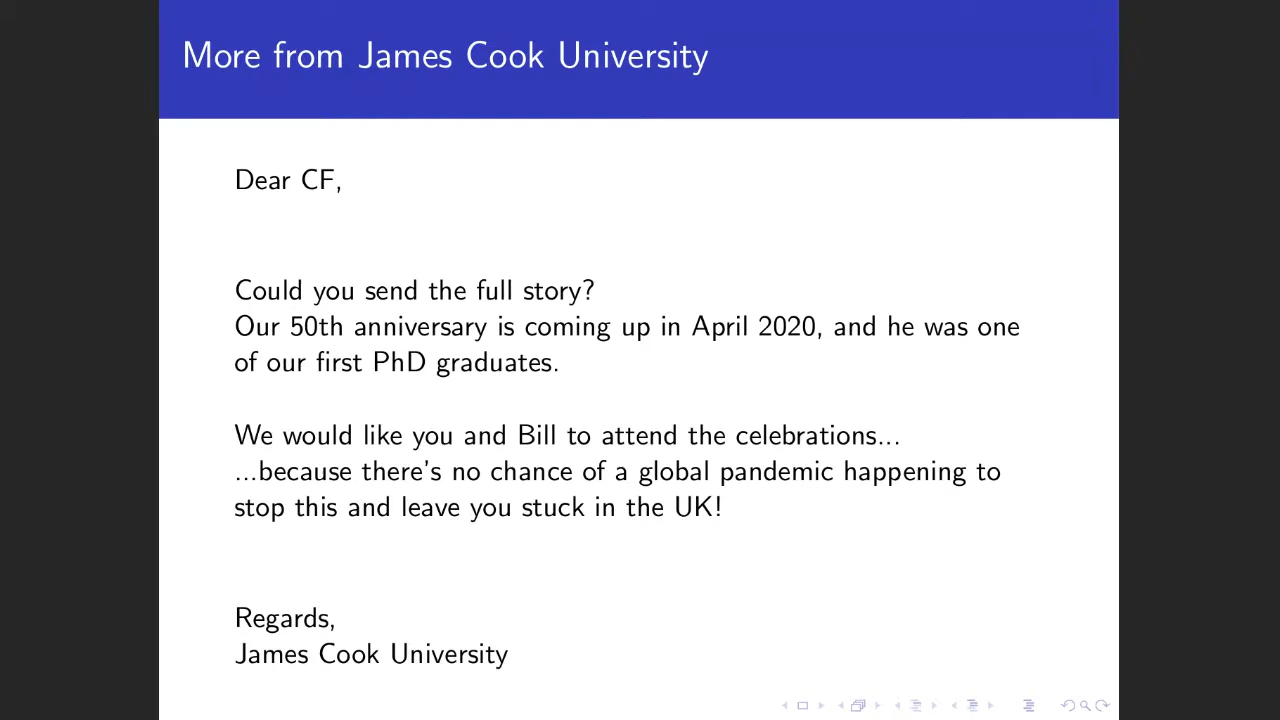 More from James Cook University
Dear CF,
Could you send the full story?
Our 50th anniversary is coming up in April 2020, and he was one
of our first PhD graduates.
We would like you and Bill to attend the celebrations...
...because there's no chance of a global pandemic happening to
stop this and leave you stuck in the UK!
Regards,
James Cook University